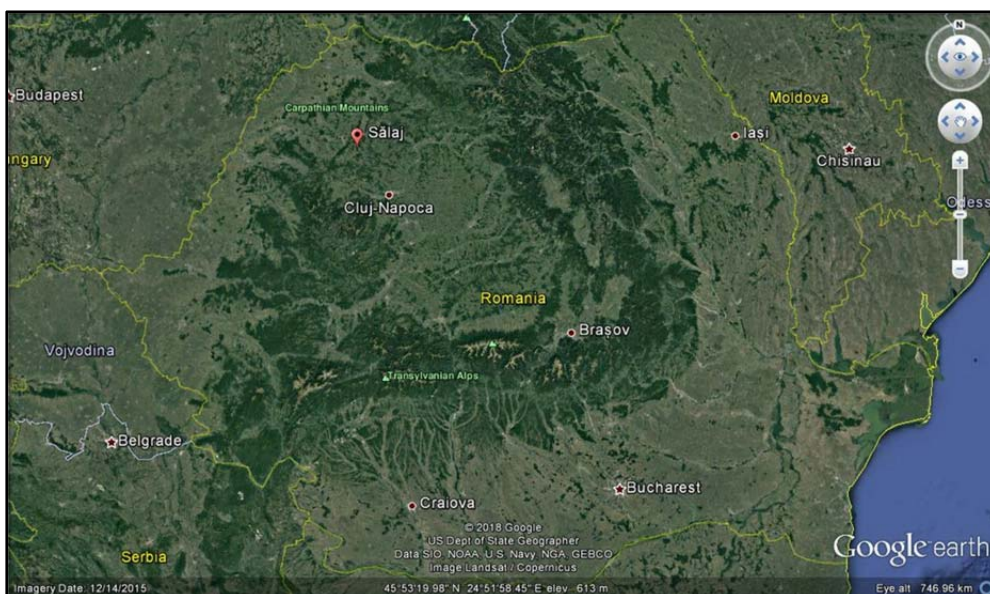 N
Budapest
Moldova
Carpathian Mountains
Sălaj
Iași
ngary
Chisinau
Cluj-Napoca
Odess
Romania
Brașov
Vojvodina
Transylvanian Alps
Belgrade
Bucharest
Craiova
© 2018 Google
US Dept of State Geographer
Data SIO, NOAA, U.S. Navy, NGA, GEBCO
Image Landsat / Copernicus
Serbia
Google earth
Imagery Date: 12/14/2015 45°53'19.98" N 24°51'58.45" E elev 613 m Eye alt 746.96 km